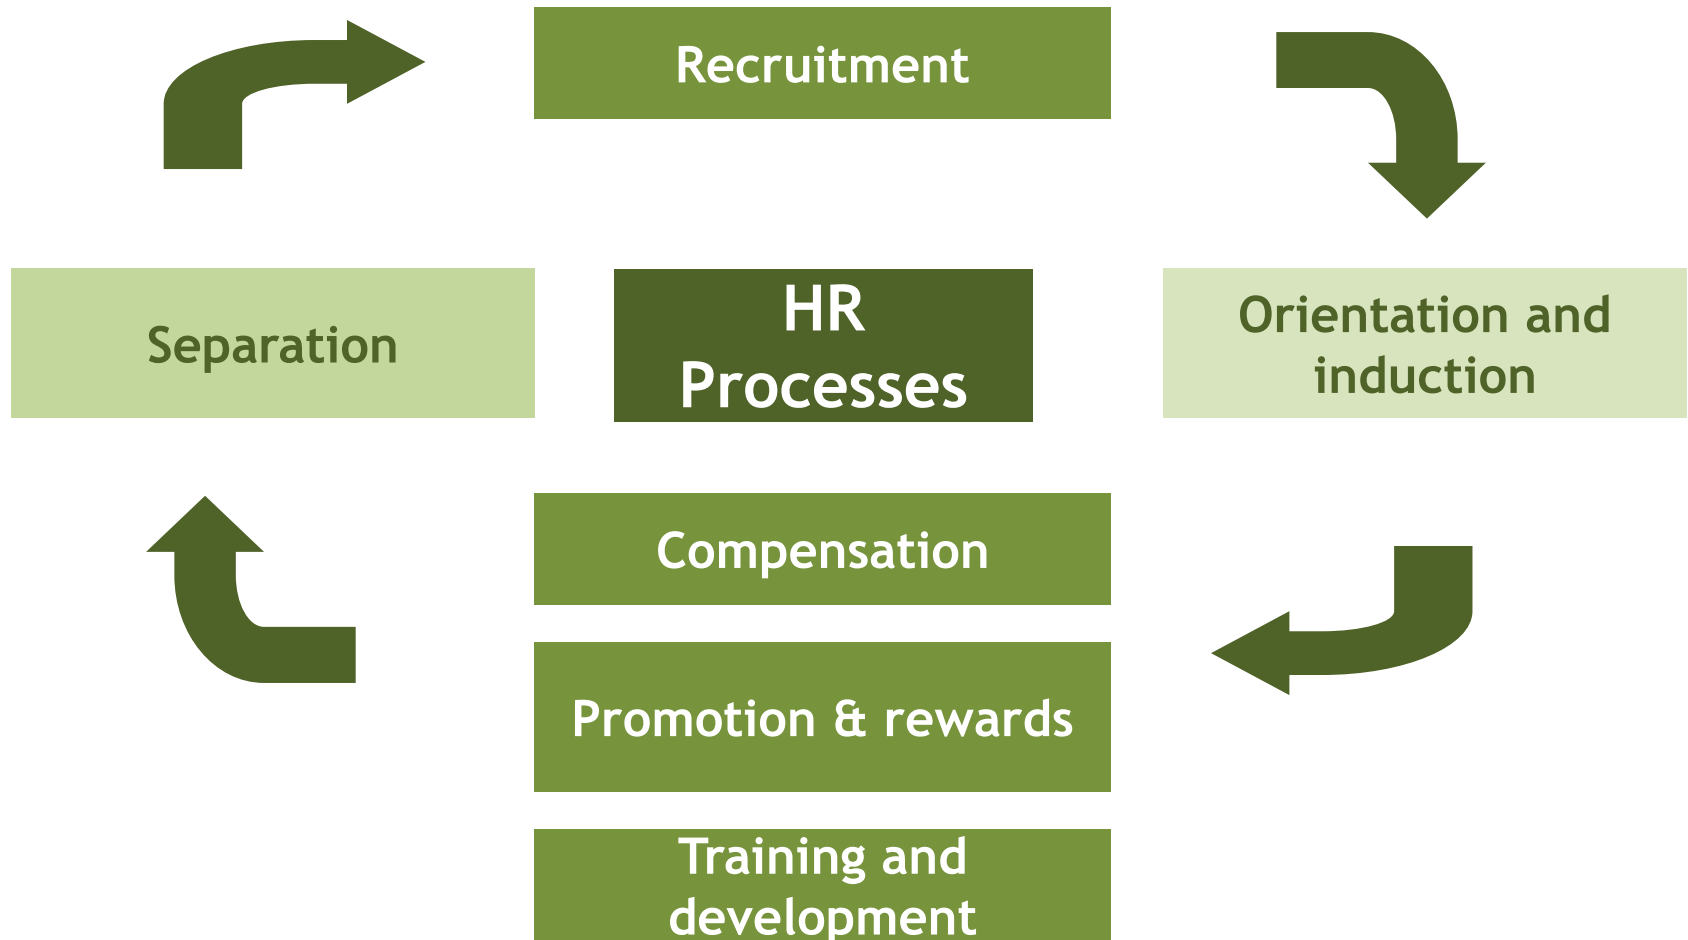 Recruitment
Separation
HR
Processes
Orientation and
induction
Compensation
Promotion & rewards
Training and
development